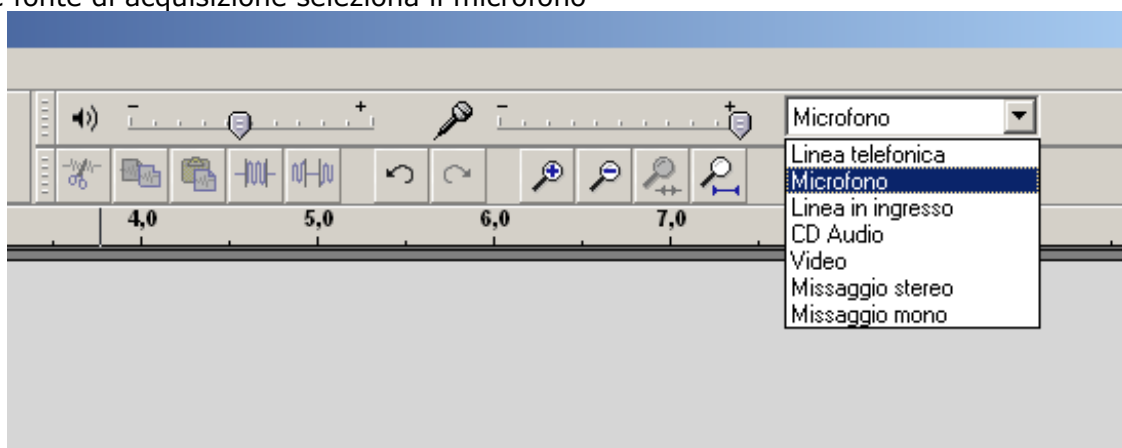 fonte di acquisizione seleziona il microfono
- + - + Microfono
4,0 5,0 6,0 7,0
Linea telefonica
Microfono
Linea in ingresso
CD Audio
Video
Missaggio stereo
Missaggio mono